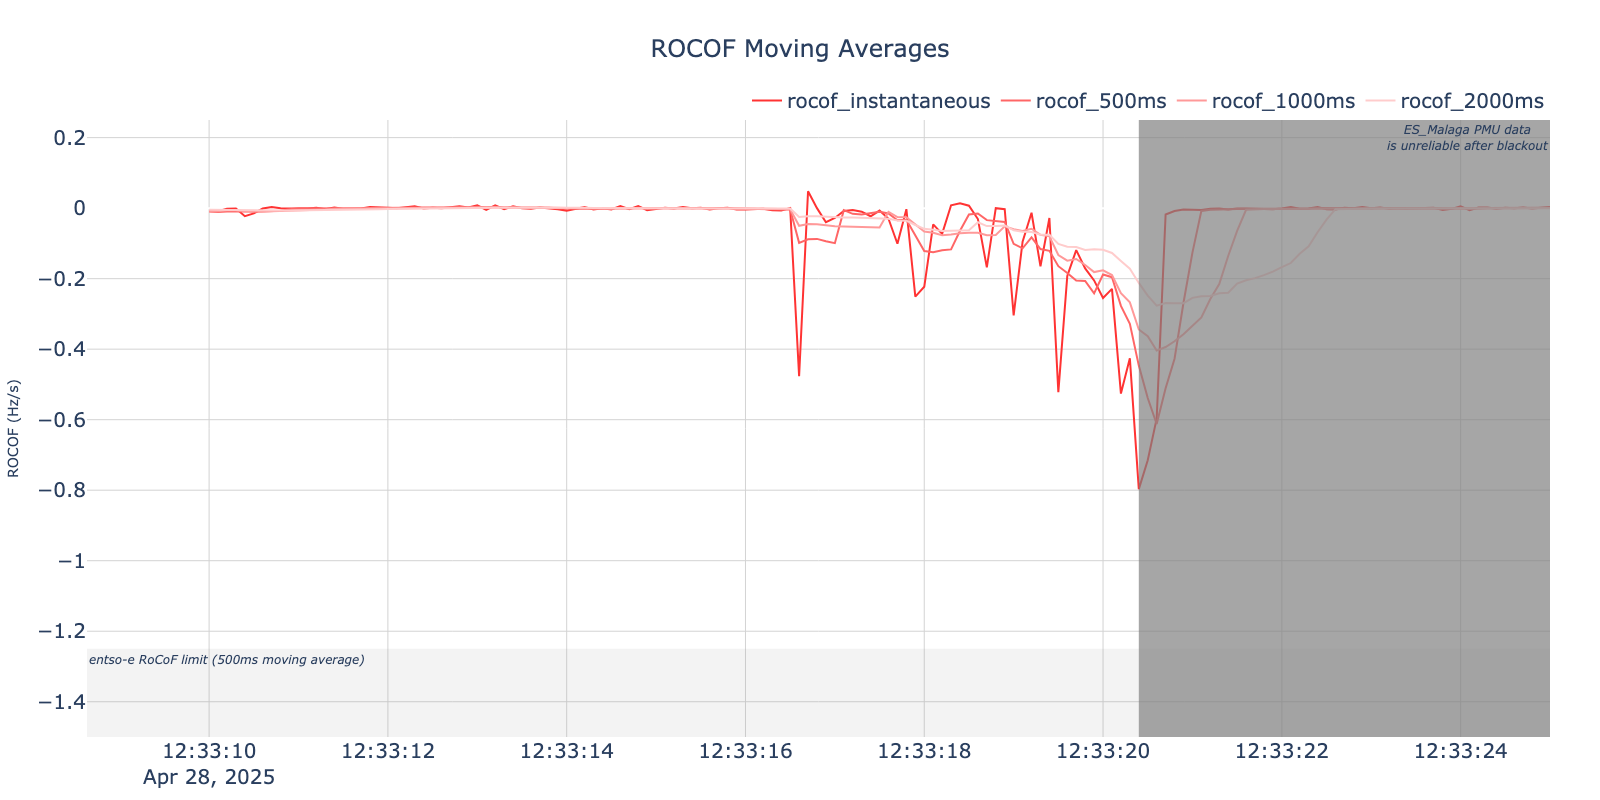 ROCOF Moving Averages
rocof_instantaneous rocof_500ms rocof_1000ms rocof_2000ms
ES_Malaga PMU data
is unreliable after blackout
0.2
0
−0.2
−0.4
−0.6
−0.8
−1
−1.2
−1.4
ROCOF (Hz/s)
entso-e RoCoF limit (500ms moving average)
12:33:10 12:33:12 12:33:14 12:33:16 12:33:18 12:33:20 12:33:22 12:33:24
Apr 28, 2025